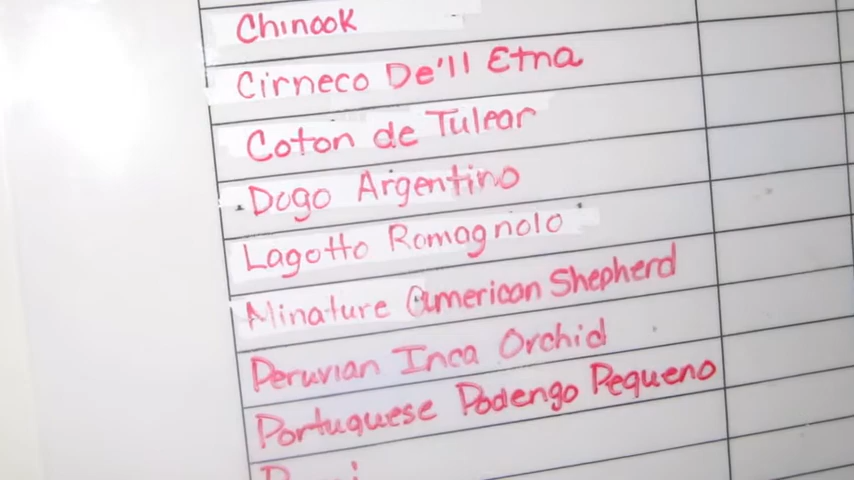 Chinook
Cirneco De'll Etna
Coton de Tulear
Dogo Argentino
Lagotto Romagnolo
Minature American Shepherd
Peruvian Inca Orchid
Portuguese Podengo Pequeno